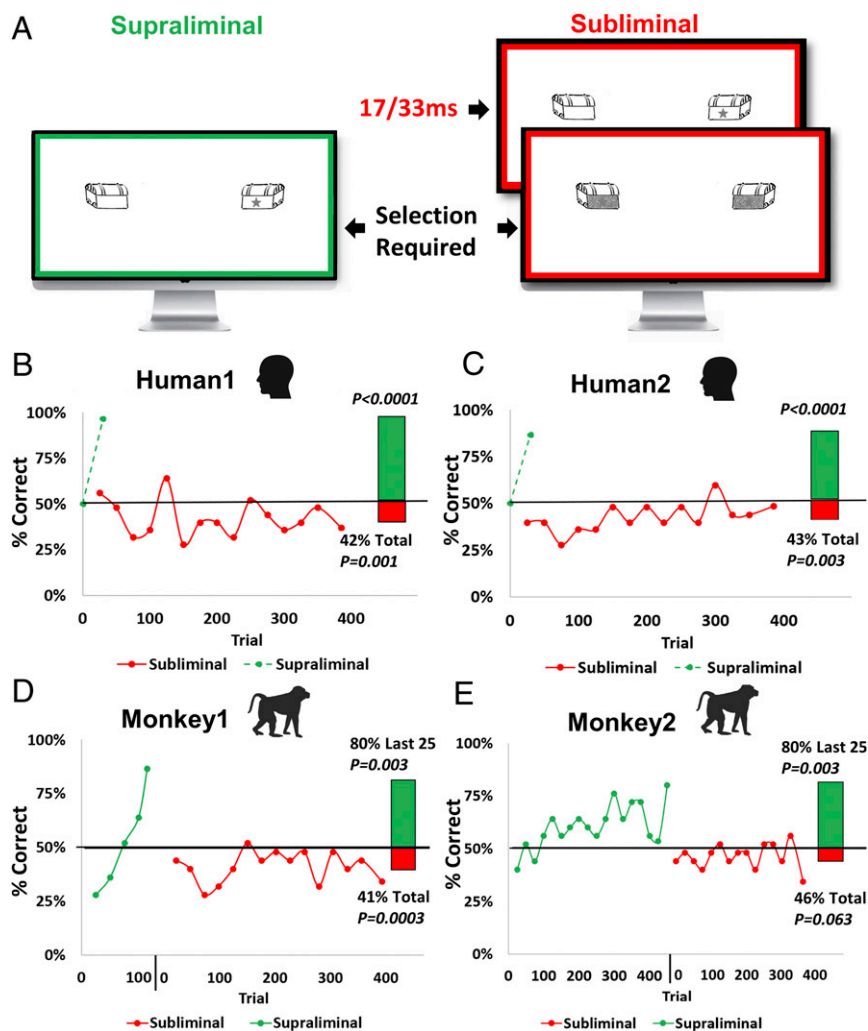 A
Supraliminal
Subliminal
17/33ms
Selection
Required
B
Human1
P<0.0001
100%
75%
50%
25%
0%
% Correct
42% Total
P=0.001
0 100 200 300 400
Trial
Subliminal Supraliminal
C
Human2
P<0.0001
100%
75%
50%
25%
0%
% Correct
43% Total
P=0.003
0 100 200 300 400
Trial
Subliminal Supraliminal
D
Monkey1
80% Last 25
P=0.003
100%
75%
50%
25%
0%
% Correct
41% Total
P=0.0003
0 100 0 100 200 300 400
Trial
Subliminal Supraliminal
E
Monkey2
80% Last 25
P=0.003
100%
75%
50%
25%
0%
% Correct
46% Total
P=0.063
0 100 200 300 400 0 100 200 300 400
Trial
Subliminal Supraliminal